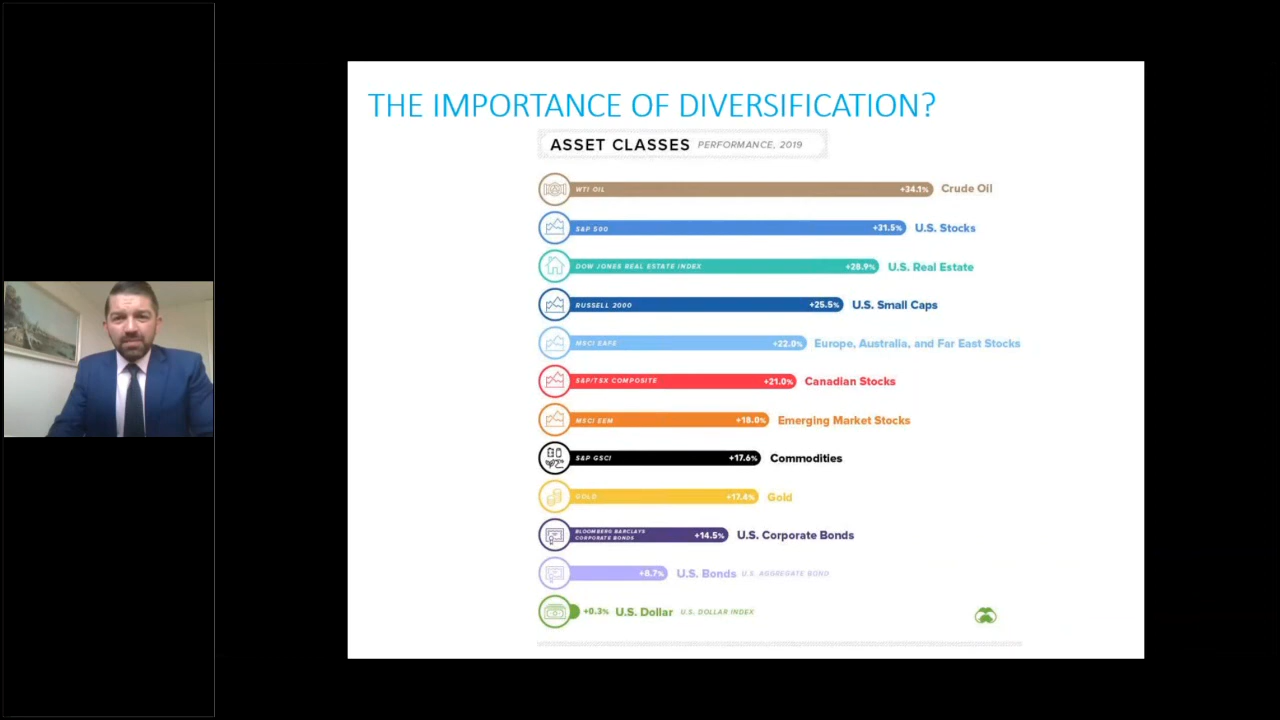 THE IMPORTANCE OF DIVERSIFICATION?
ASSET CLASSES PERFORMANCE, 2019
WTI OIL +34.1% Crude Oil
S&P 500 +31.5% U.S. Stocks
DOW JONES REAL ESTATE INDEX +28.9% U.S. Real Estate
RUSSELL 2000 +25.5% U.S. Small Caps
MSCI EAFE +22.0% Europe, Australia, and Far East Stocks
S&P/TSX COMPOSITE +21.0% Canadian Stocks
MSCI EEM +18.0% Emerging Market Stocks
S&P GSCI +17.6% Commodities
GOLD +17.4% Gold
BLOOMBERG BARCLAYS
CORPORATE BONDS +14.5% U.S. Corporate Bonds
+8.7% U.S. Bonds U.S. AGGREGATE BOND
+0.3% U.S. Dollar U.S. DOLLAR INDEX